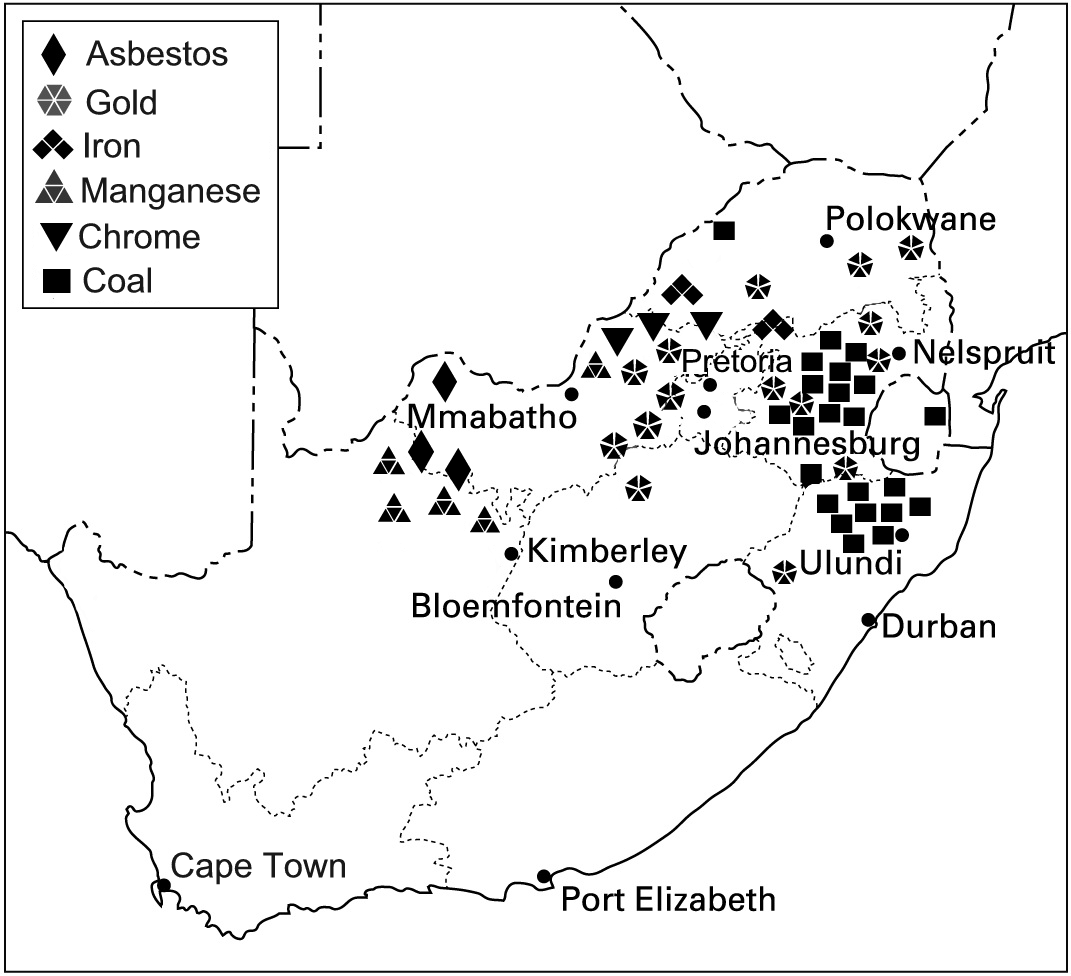 Asbestos
Gold
Iron
Manganese
Chrome
Coal
Polokwane
Nelspruit
Pretoria
Mmabatho
Johannesburg
Kimberley
Ulundi
Bloemfontein
Durban
Cape Town
Port Elizabeth